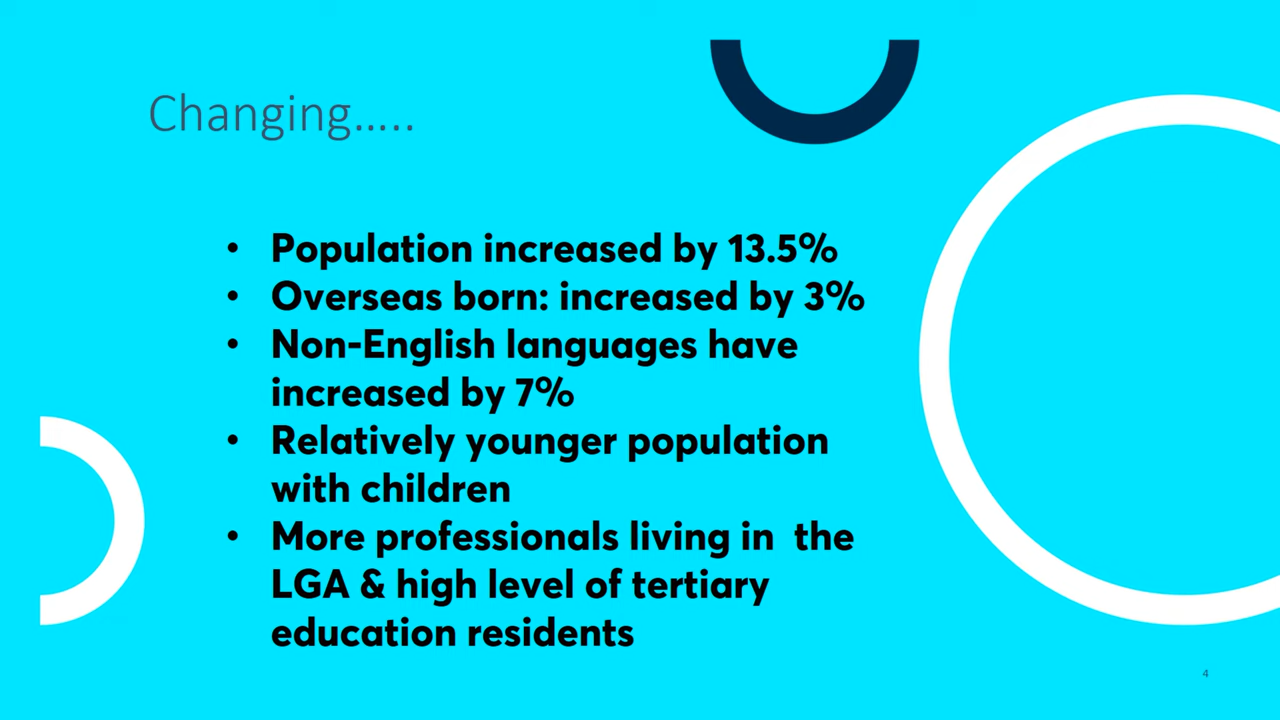 Changing.....
• Population increased by 13.5%
• Overseas born: increased by 3%
• Non-English languages have
increased by 7%
• Relatively younger population
with children
• More professionals living in  the
LGA & high level of tertiary
education residents
4